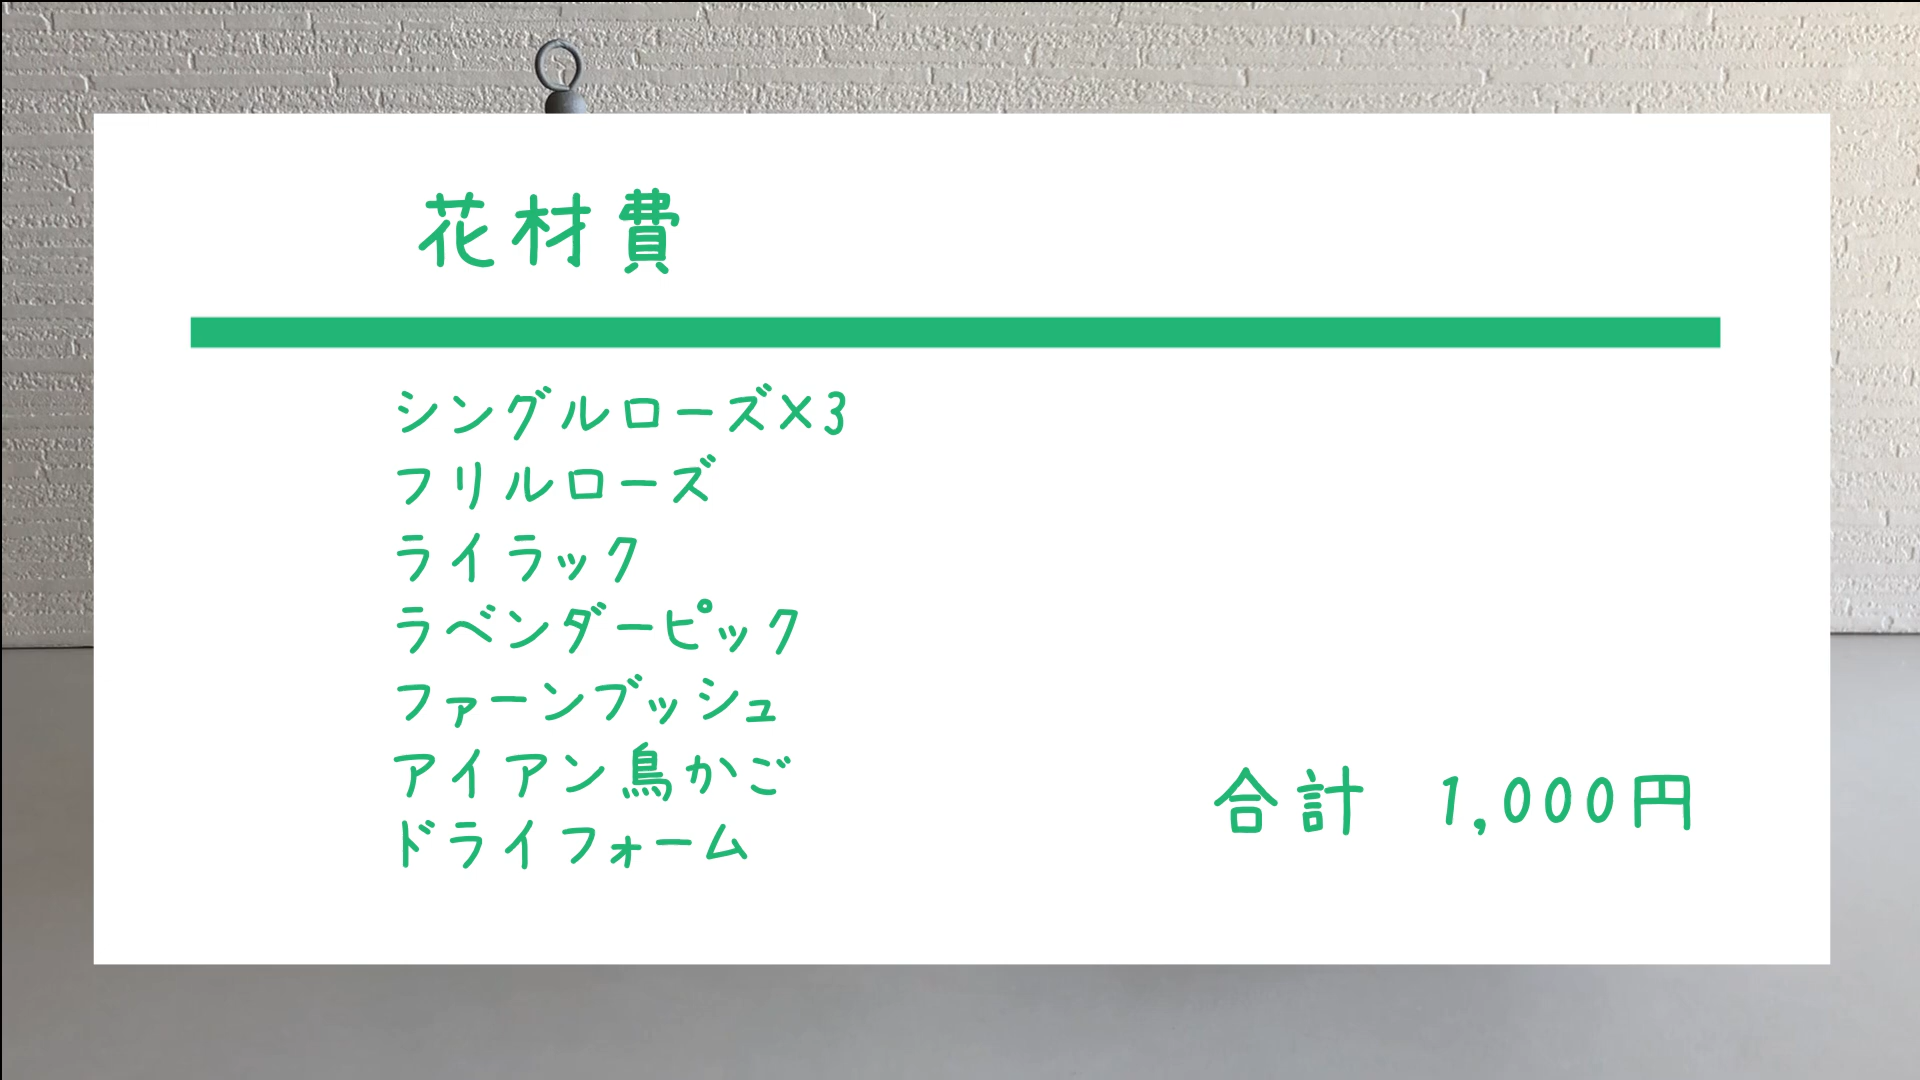 花材費
シングルローズ×3
フリルローズ
ライラック
ラベンダーピック
ファーンブッシュ
アイアン鳥かご
ドライフォーム
合計 1,000円